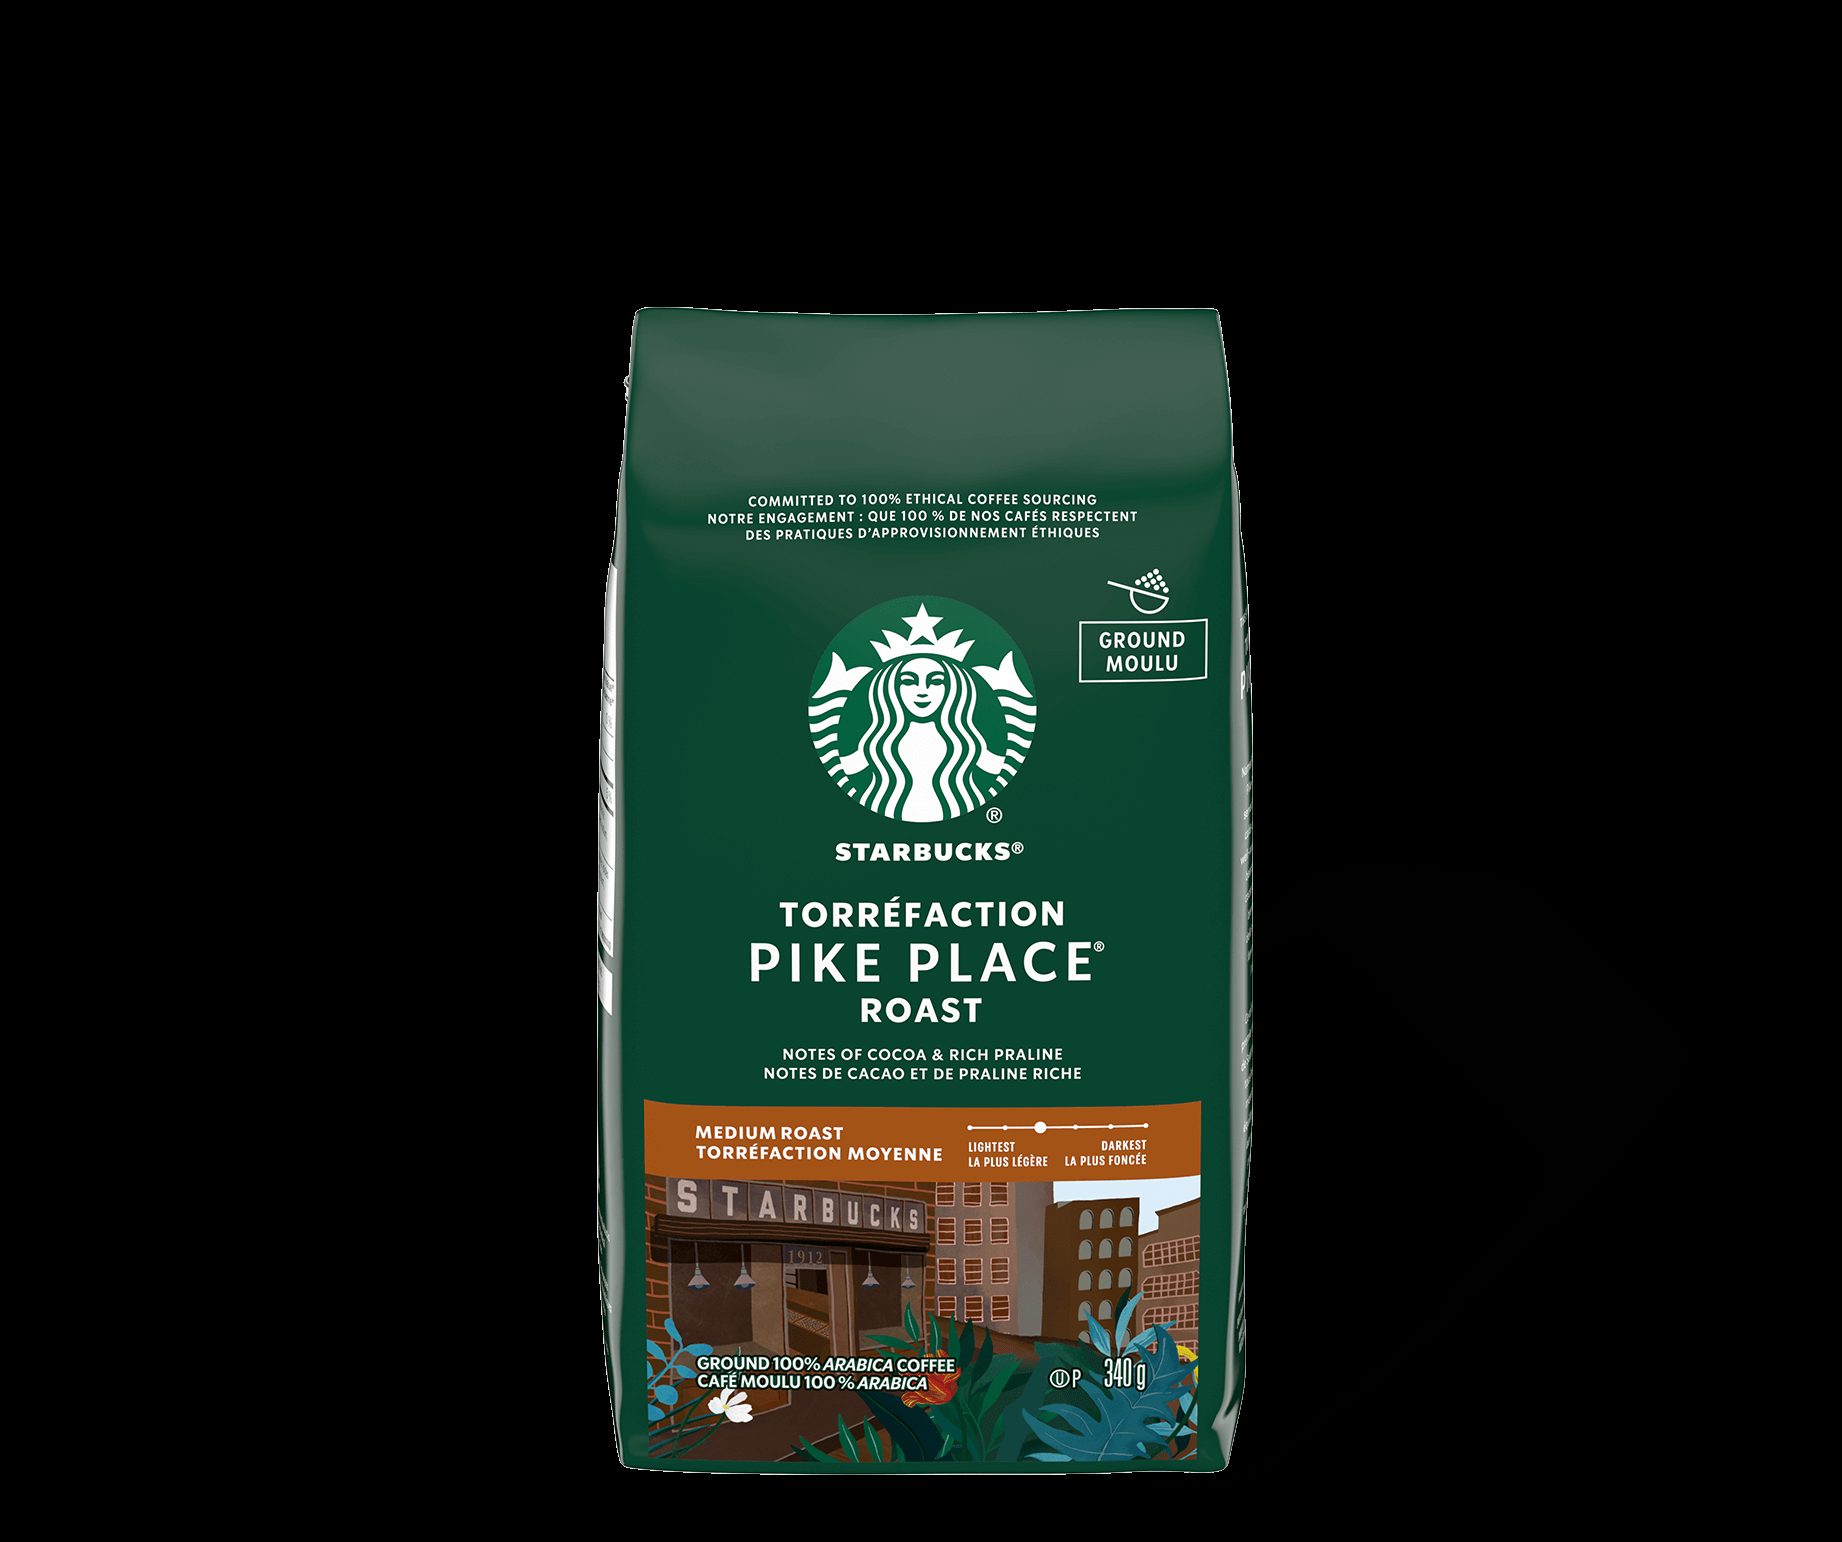 COMMITTED TO 100% ETHICAL COFFEE SOURCING
NOTRE ENGAGEMENT : QUE 100 % DE NOS CAFÉS RESPECTENT
DES PRATIQUES D'APPROVISIONNEMENT ÉTHIQUES
GROUND
MOULU
®
STARBUCKS®
TORRÉFACTION
PIKE PLACE®
ROAST
NOTES OF COCOA & RICH PRALINE
NOTES DE CACAO ET DE PRALINE RICHE
MEDIUM ROAST
TORRÉFACTION MOYENNE
LIGHTEST
LA PLUS LÉGÈRE
DARKEST
LA PLUS FONCÉE
STARBUCKS
1912
GROUND 100% ARABICA COFFEE
CAFÉ MOULU 100 % ARABICA
Ⓤ P 340 g